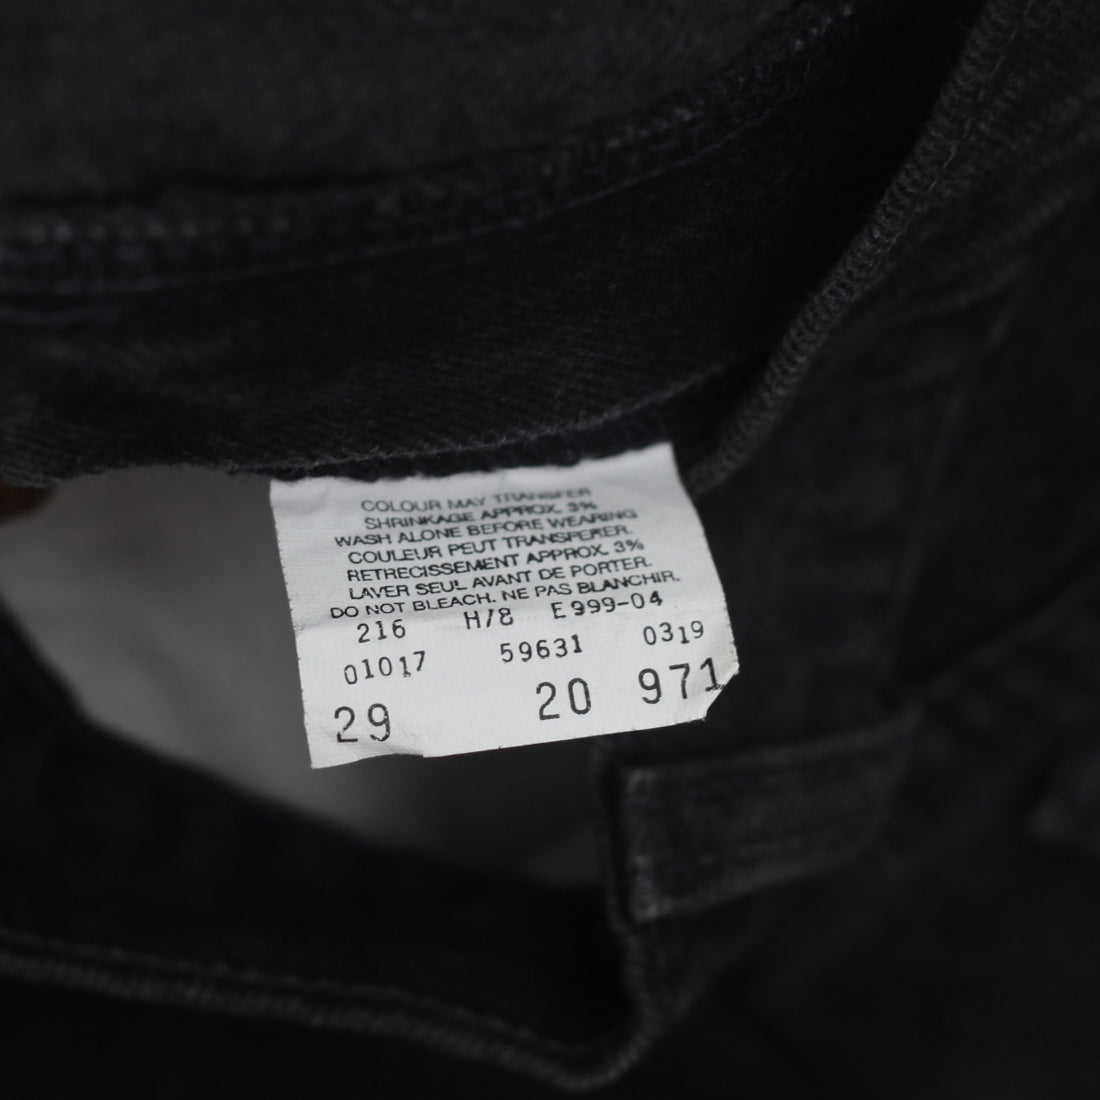 COLOUR MAY TRANSFER
SHRINKAGE APPROX. 3%
WASH ALONE BEFORE WEARING
COULEUR PEUT TRANSPERER.
RETRECISSEMENT APPROX. 3%
LAVER SEUL AVANT DE PORTER.
DO NOT BLEACH. NE PAS BLANCHIR.
216 H/8 E999-04
01017 59631 0319
29 20 971